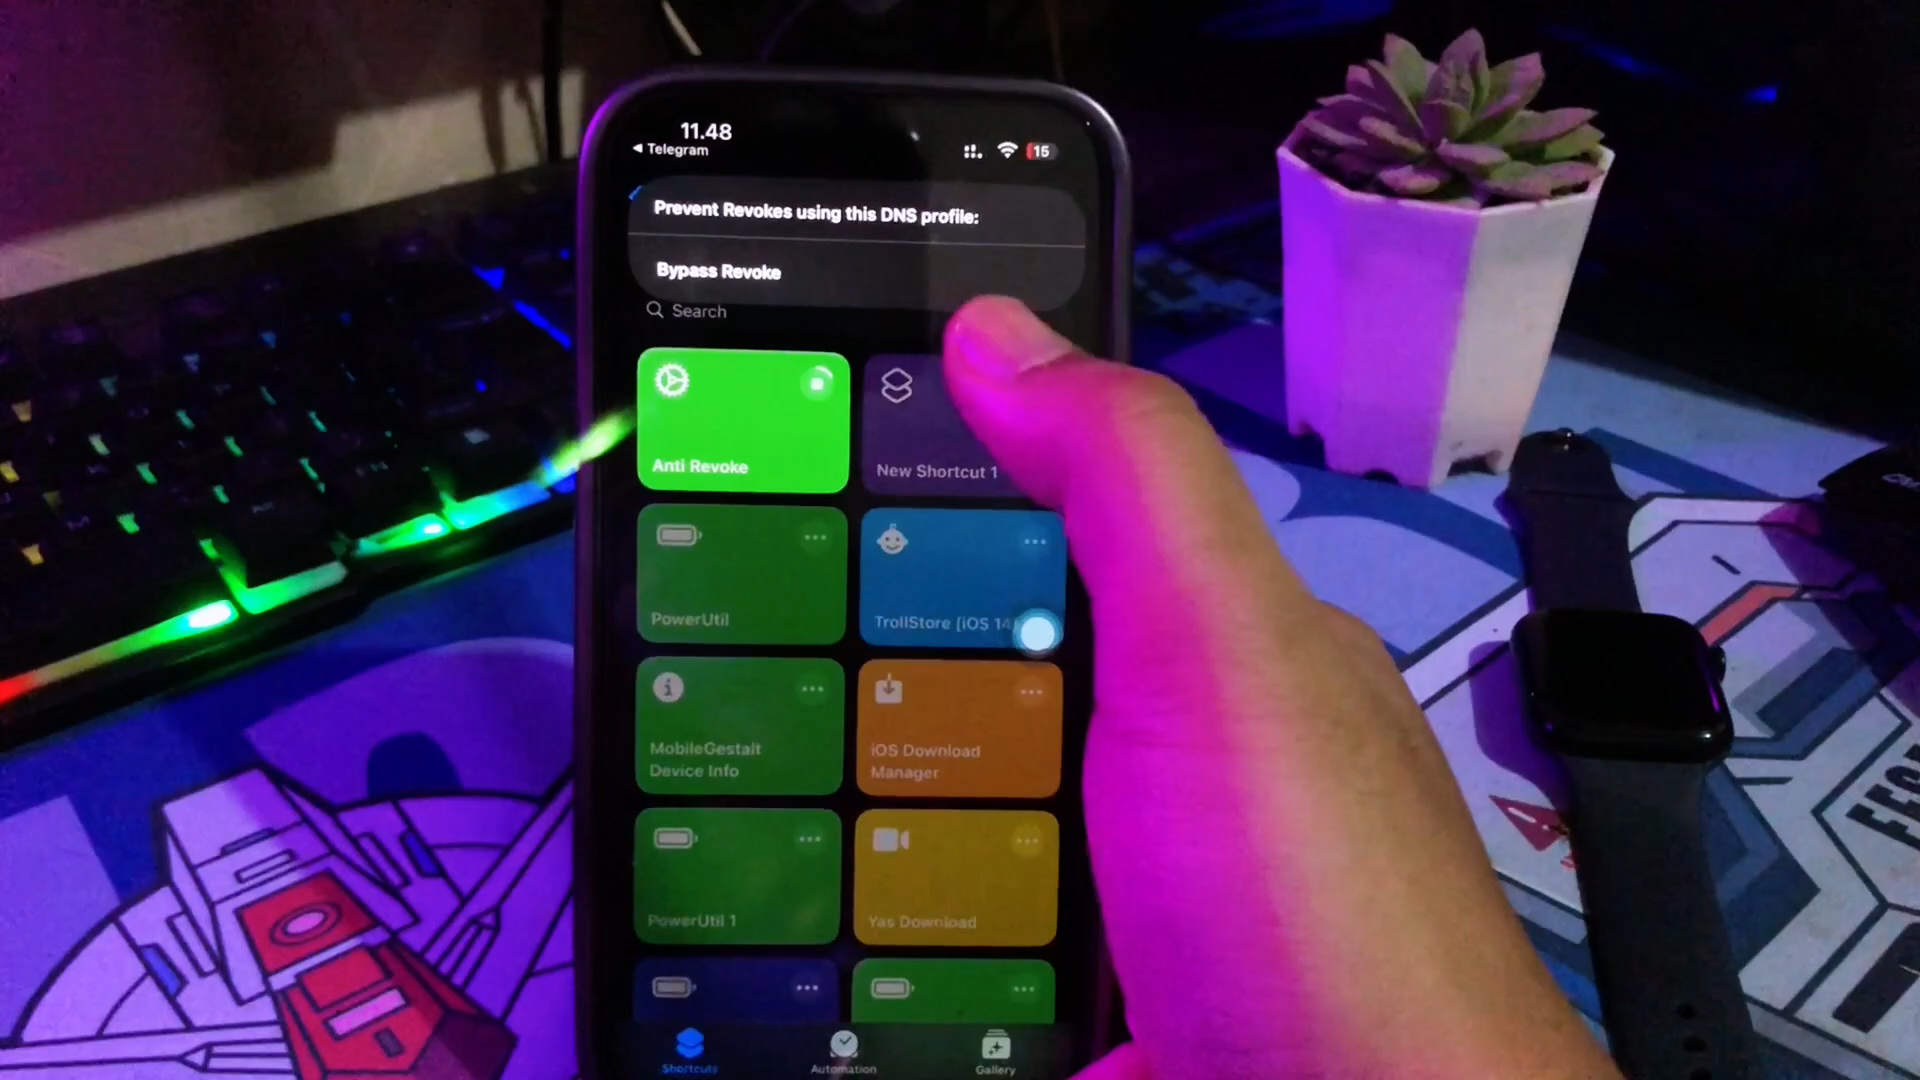 11.48
◀ Telegram
15
Prevent Revokes using this DNS profile:
Bypass Revoke
Search
Anti Revoke
New Shortcut 1
PowerUtil
TrollStore [iOS 14
MobileGestalt
Device Info
iOS Download
Manager
PowerUtil 1
Yas Download
Shortcuts
Automation
Gallery